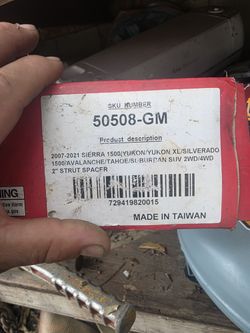 SKU NUMBER
50508-GM
Product description
2007-2021 SIERRA 1500/YUKON/YUKON XL/SILVERADO
1500/AVALANCHE/TAHOE/SUBURBAN SUV 2WD/4WD
2" STRUT SPACER
729419820015
MADE IN TAIWAN